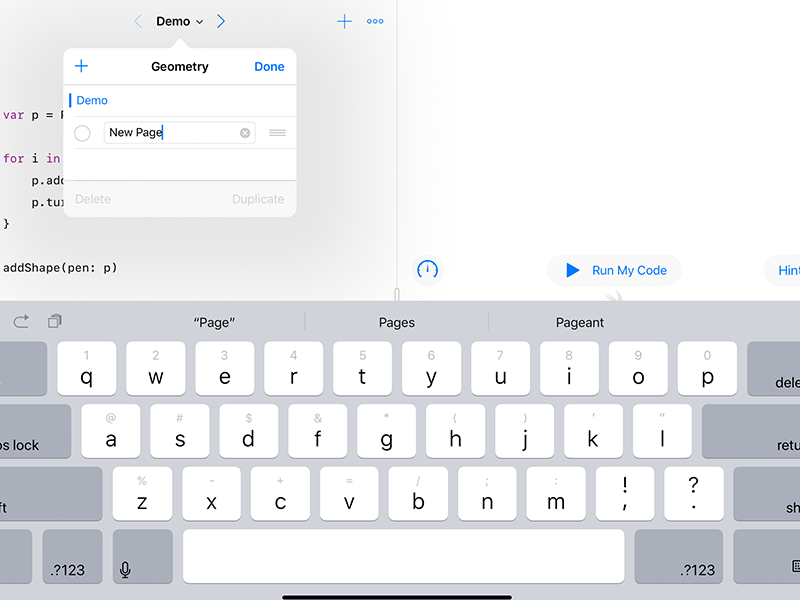 Demo
Geometry Done
Demo
var p =
New Page
for i in
p.add
p.tu
Delete Duplicate
}
addShape(pen: p)
Run My Code
Hint
“Page” Pages Pageant
1 2 3 4 5 6 7 8 9 0
q w e r t y u i o p
dele
@ # $ & * ( ) ’ ”
a s d f g h j k l
os lock retu
% - + = / ; : ! ?
z x c v b n m , .
ft sh
.?123 .?123